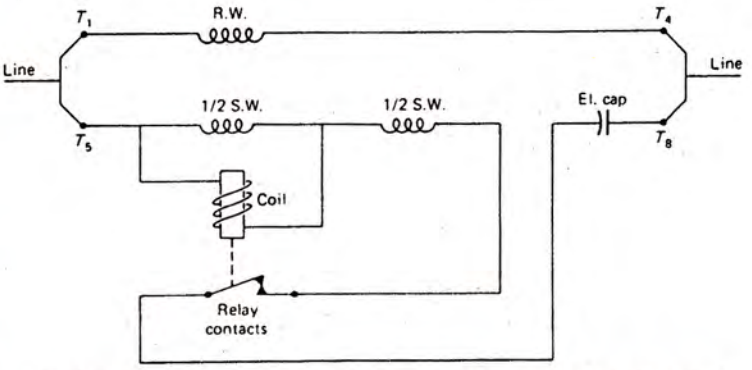 T1
R.W.
T4
Line
Line
1/2 S.W.
1/2 S.W.
El. cap
T5
T8
Coil
Relay
contacts